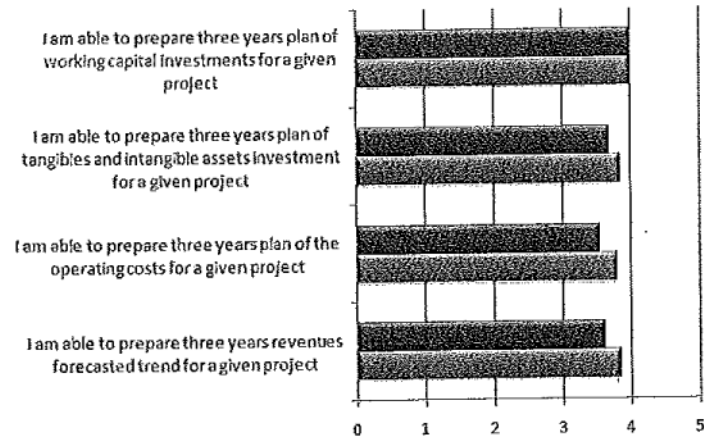 I am able to prepare three years plan of
working capital investments for a given
project
I am able to prepare three years plan of
tangibles and intangible assets investment
for a given project
I am able to prepare three years plan of the
operating costs for a given project
I am able to prepare three years revenues
forecasted trend for a given project
0 1 2 3 4 5